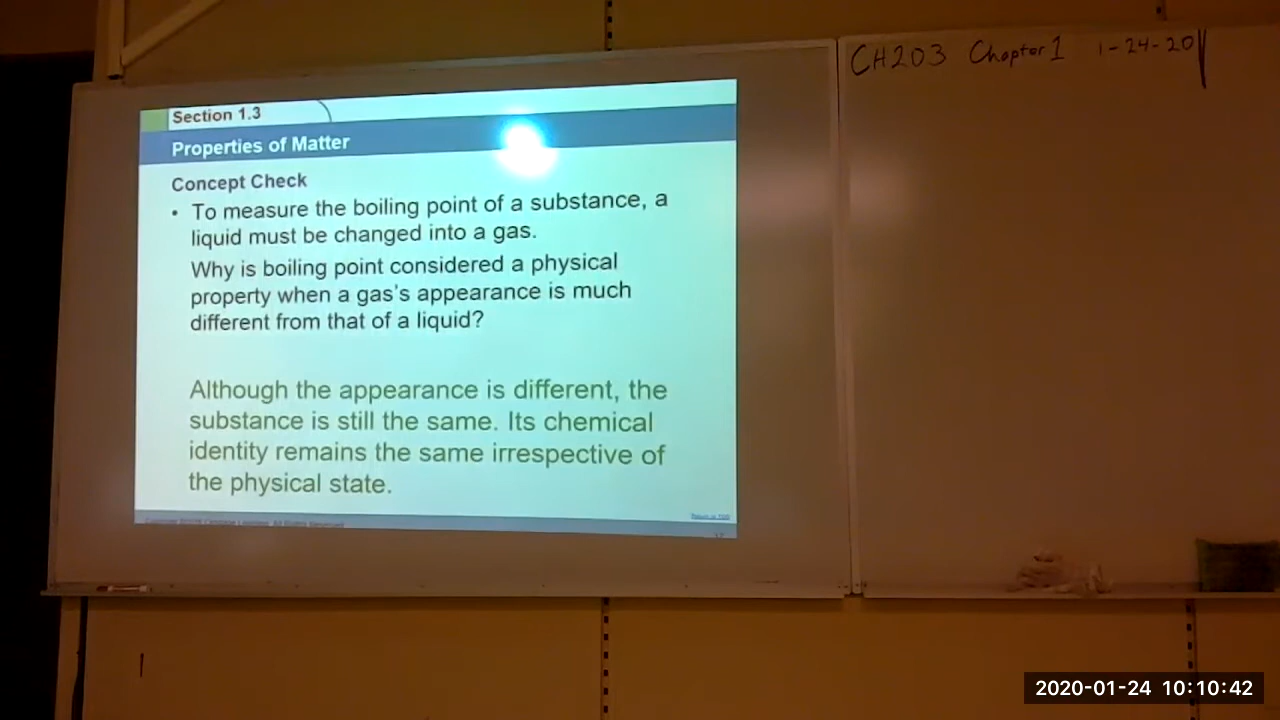 CH203 Chapter 1 1-24-20
Section 1.3
Properties of Matter
Concept Check
• To measure the boiling point of a substance, a
liquid must be changed into a gas.
Why is boiling point considered a physical
property when a gas's appearance is much
different from that of a liquid?
Although the appearance is different, the
substance is still the same. Its chemical
identity remains the same irrespective of
the physical state.
2020-01-24 10:10:42